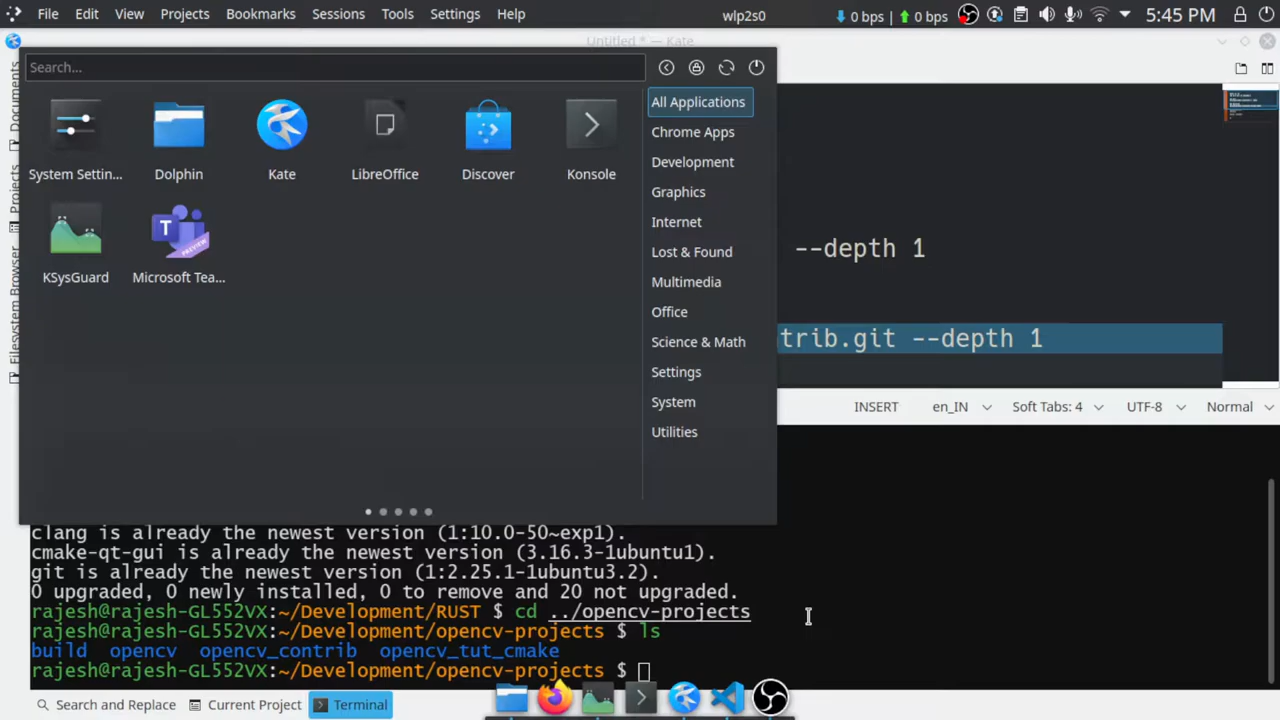 File Edit View Projects Bookmarks Sessions Tools Settings Help
wlp2s0
0 bps | 0 bps
5:45 PM
Untitled * — Kate
Documents
Projects
Filesystem Browser
Search...
System Settin...
Dolphin
Kate
LibreOffice
Discover
Konsole
KSysGuard
T
PREVIEW
Microsoft Tea...
All Applications
Chrome Apps
Development
Graphics
Internet
Lost & Found
Multimedia
Office
Science & Math
Settings
System
Utilities
--depth 1
trib.git --depth 1
INSERT en_IN Soft Tabs: 4 UTF-8 Normal
clang is already the newest version (1:10.0-50~exp1).
cmake-qt-gui is already the newest version (3.16.3-1ubuntu1).
git is already the newest version (1:2.25.1-1ubuntu3.2).
0 upgraded, 0 newly installed, 0 to remove and 20 not upgraded.
rajesh@rajesh-GL552VX:~/Development/RUST $ cd ../opencv-projects
rajesh@rajesh-GL552VX:~/Development/opencv-projects $ ls
build opencv opencv_contrib opencv_tut_cmake
rajesh@rajesh-GL552VX:~/Development/opencv-projects $
Search and Replace Current Project Terminal